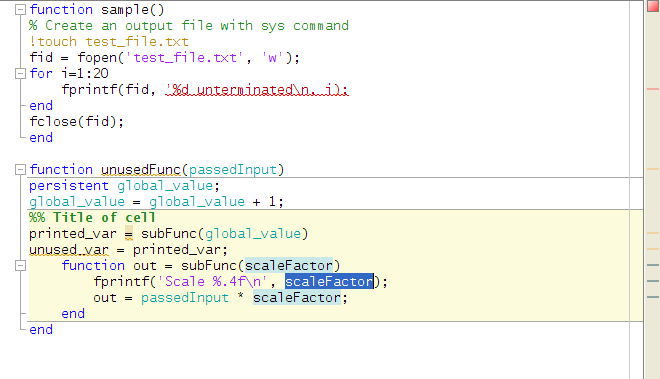 function sample()
% Create an output file with sys command
!touch test_file.txt
fid = fopen('test_file.txt', 'w');
for i=1:20
    fprintf(fid, '%d unterminated\n, i);
end
fclose(fid);
end

function unusedFunc(passedInput)
persistent global_value;
global_value = global_value + 1;
%% Title of cell
printed_var = subFunc(global_value)
unused_var = printed_var;
    function out = subFunc(scaleFactor)
        fprintf('Scale %.4f\n', scaleFactor);
        out = passedInput * scaleFactor;
    end
end